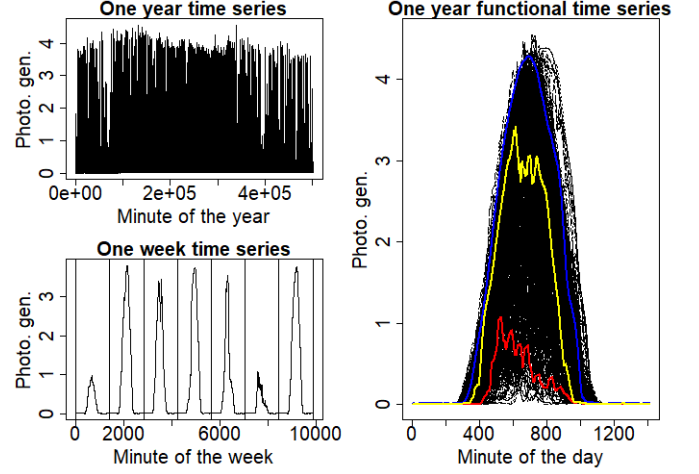 One year time series
Photo. gen.
0 1 2 3 4
0e+00 2e+05 4e+05
Minute of the year
One week time series
Photo. gen.
0 1 2 3
0 2000 6000 10000
Minute of the week
One year functional time series
Photo. gen.
0 1 2 3 4
0 400 800 1200
Minute of the day